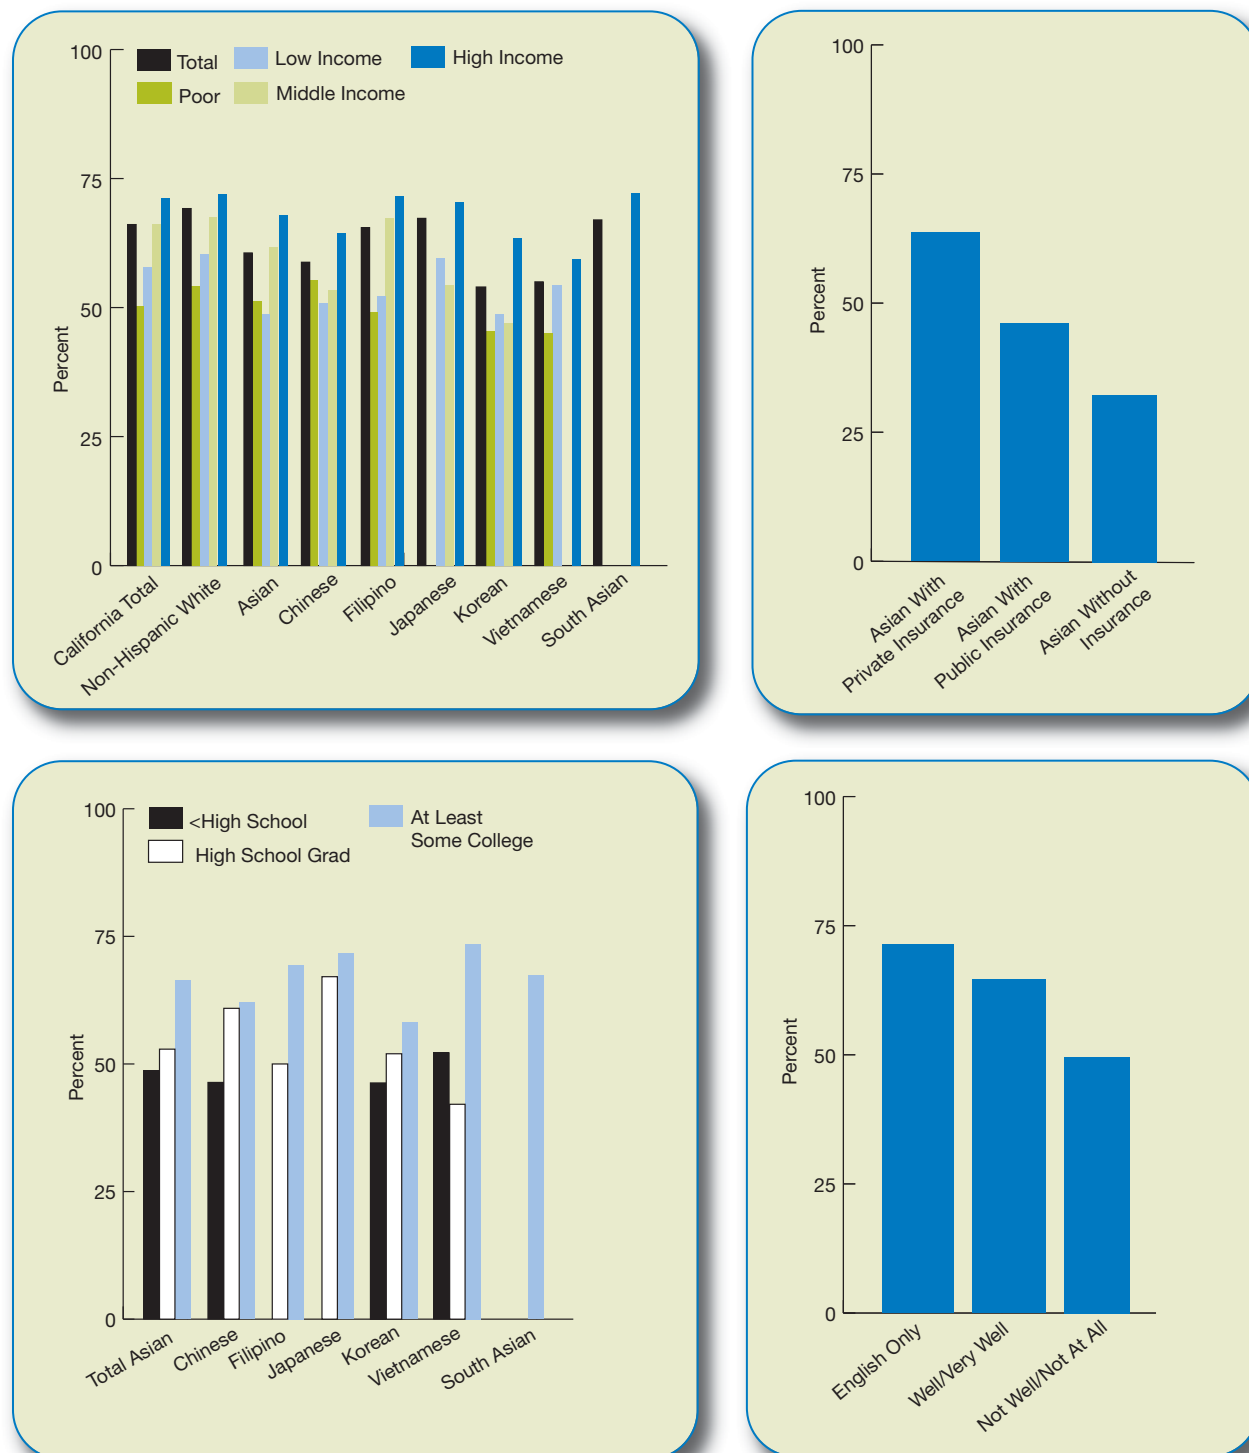 100
75
50
25
0
Percent
Total
Low Income
High Income
Poor
Middle Income
California Total
Non-Hispanic White
Asian
Chinese
Filipino
Japanese
Korean
Vietnamese
South Asian
100
75
50
25
0
Percent
Asian With
Private Insurance
Asian With
Public Insurance
Asian Without
Insurance
100
75
50
25
0
Percent
<High School
High School Grad
At Least
Some College
Total Asian
Chinese
Filipino
Japanese
Korean
Vietnamese
South Asian
100
75
50
25
0
Percent
English Only
Well/Very Well
Not Well/Not At All